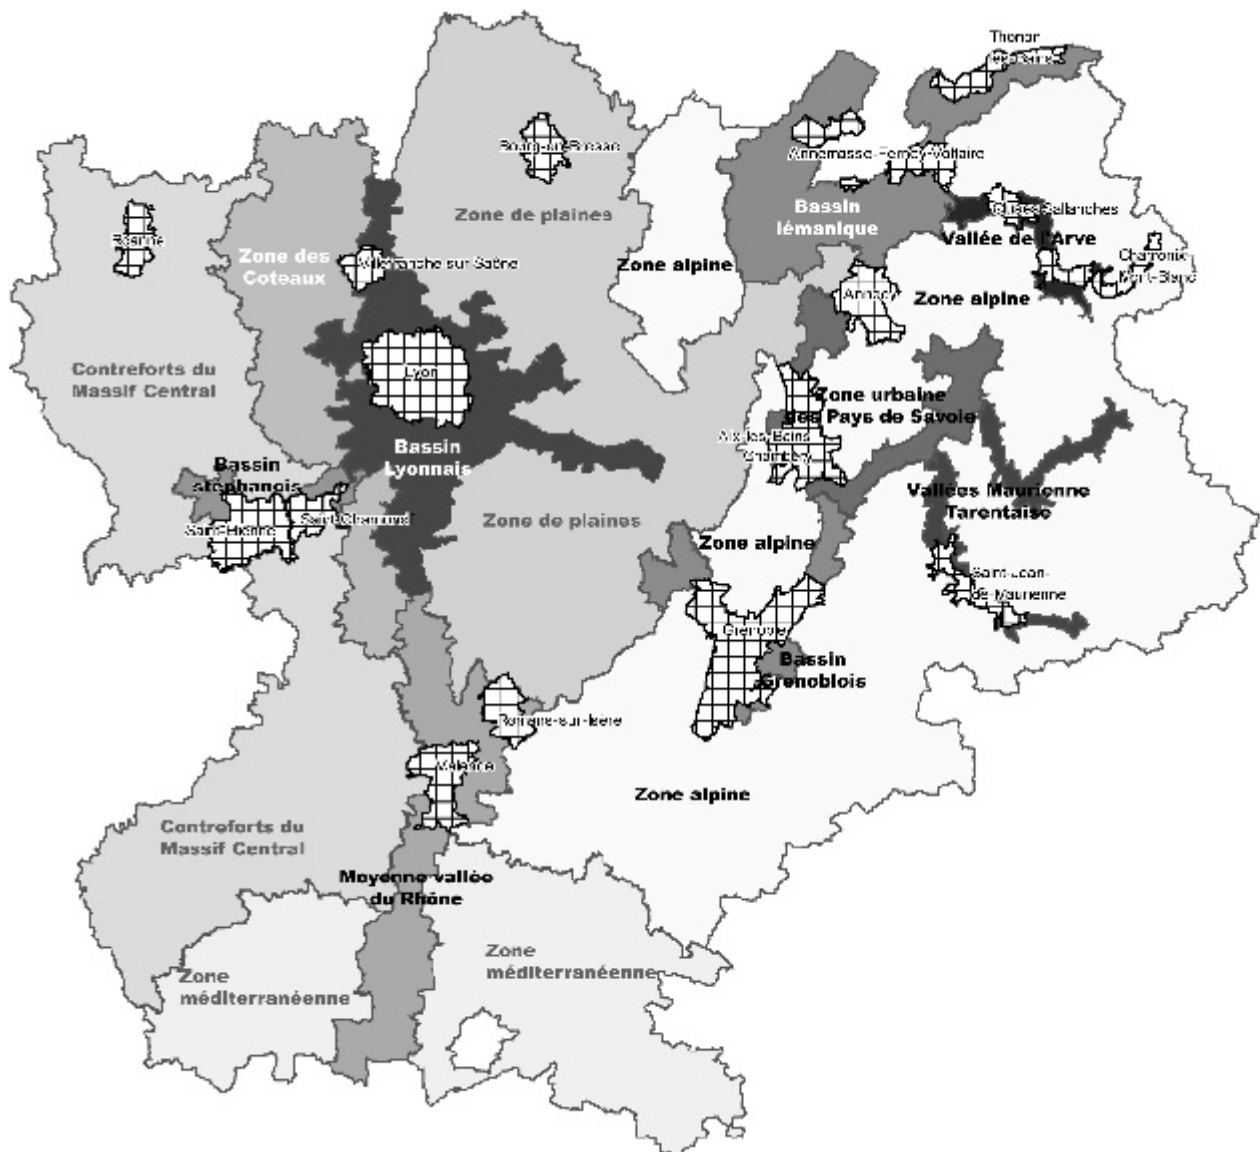 Thonon
les-Bains
Bourg-en-Bresse
Annemasse-Ferney-Voltaire
Roanne
Zone de plaines
Bassin
lémanique
Cluses Sallanches
Vallée de l'Arve
Zone des
Coteaux
Villefranche sur Saône
Zone alpine
Chamonix
Mont-Blanc
Annecy
Zone alpine
Contreforts du
Massif Central
Lyon
Zone urbaine
des Pays de Savoie
Aix-les-Bains
Chambéry
Bassin
Lyonnais
Bassin
stéphanois
Vallées Maurienne
Tarentaise
Saint-Etienne
Saint-Chamond
Zone de plaines
Zone alpine
Saint-Jean-
de-Maurienne
Grenoble
Bassin
Grenoblois
Romans-sur-Isère
Valence
Zone alpine
Contreforts du
Massif Central
Moyenne vallée
du Rhône
Zone
méditerranéenne
Zone
méditerranéenne